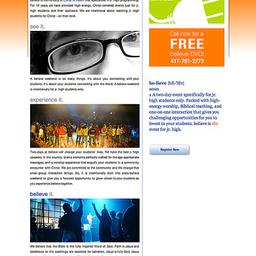 For 16 years we have provided high-energy, Christ-centered events just for jr.
high students and their sponsors. We are intentional about reaching jr. high
students for Christ - on their level.
see it.
A believe weekend is so many things. It's about you connecting with your
students. It's about your students connecting with the Word. A believe weekend
is intentionally be jr. high students only.
experience it.
Two days at believe will change your students' lives. We have the best jr. high
speakers in the country, drama elements perfectly crafted to the age appropriate
messages, and a worship experience that engulfs your students in a community
encounter with Christ. We are committed to the community and life change
that small group interaction brings. So, it is intentionally built into every believe
weekend to give you a focused opportunity to grow closer to your students as
you experience believe together.
believe it.
We believe that the Bible is the fully inspired Word of God. Faith in Jesus and
obedience to His teachings are essential for salvation. Jesus is fully God, Jesus
Call now for a
FREE
believe DVD!
417-781-2273
be·lieve [bĭ-'lēv]
noun
1 A two-day event specifically for jr.
high students only. Packed with high-
energy worship, Biblical teaching, and
one-on-one interaction that gives you
challenging opportunities for you to
invest in your students. believe is the
event for jr. high.
Register Now